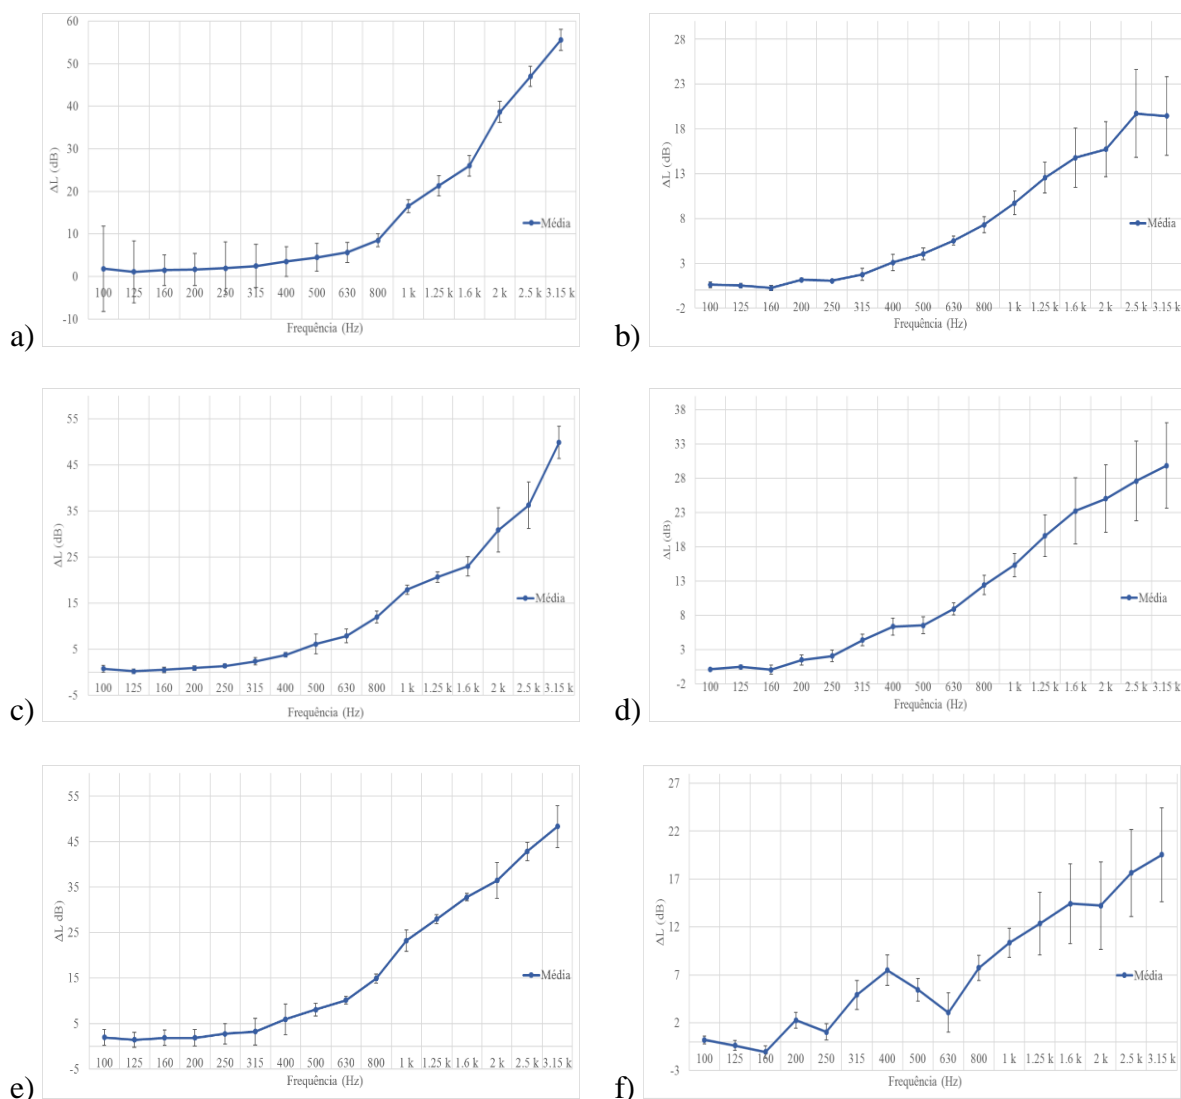 a)
60
50
40
30
20
10
0
-10
ΔL (dB)
100 125 160 200 250 315 400 500 630 800 1 k 1.25 k 1.6 k 2 k 2.5 k 3.15 k
Frequência (Hz)
Média
b)
28
23
18
13
8
3
-2
ΔL (dB)
100 125 160 200 250 315 400 500 630 800 1 k 1.25 k 1.6 k 2 k 2.5 k 3.15 k
Frequência (Hz)
Média
c)
55
45
35
25
15
5
-5
ΔL (dB)
100 125 160 200 250 315 400 500 630 800 1 k 1.25 k 1.6 k 2 k 2.5 k 3.15 k
Frequência (Hz)
Média
d)
38
33
28
23
18
13
8
3
-2
ΔL (dB)
100 125 160 200 250 315 400 500 630 800 1 k 1.25 k 1.6 k 2 k 2.5 k 3.15 k
Frequência (Hz)
Média
e)
55
45
35
25
15
5
-5
ΔL dB)
100 125 160 200 250 315 400 500 630 800 1 k 1.25 k 1.6 k 2 k 2.5 k 3.15 k
Frequência (Hz)
Média
f)
27
22
17
12
7
2
-3
ΔL (dB)
100 125 160 200 250 315 400 500 630 800 1 k 1.25 k 1.6 k 2 k 2.5 k 3.15 k
Frequência (Hz)
Média